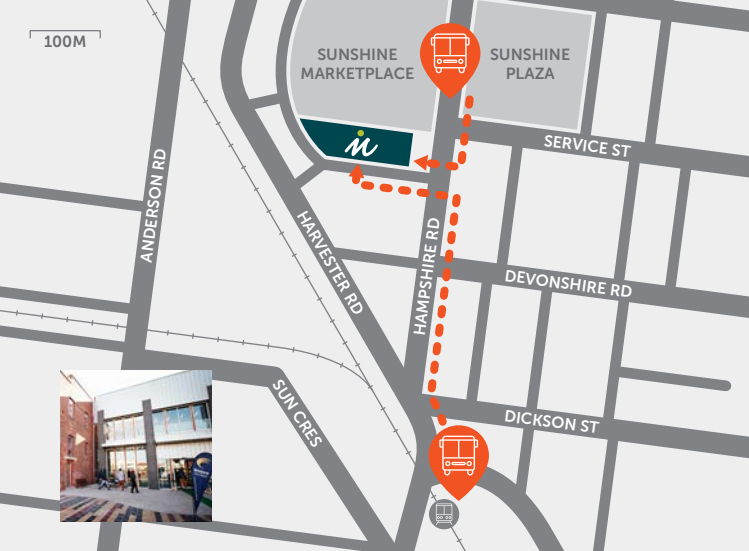 100M
SUNSHINE
MARKETPLACE
SUNSHINE
PLAZA
SERVICE ST
ANDERSON RD
HARVESTER RD
HAMPSHIRE RD
DEVONSHIRE RD
SUN CRES
DICKSON ST